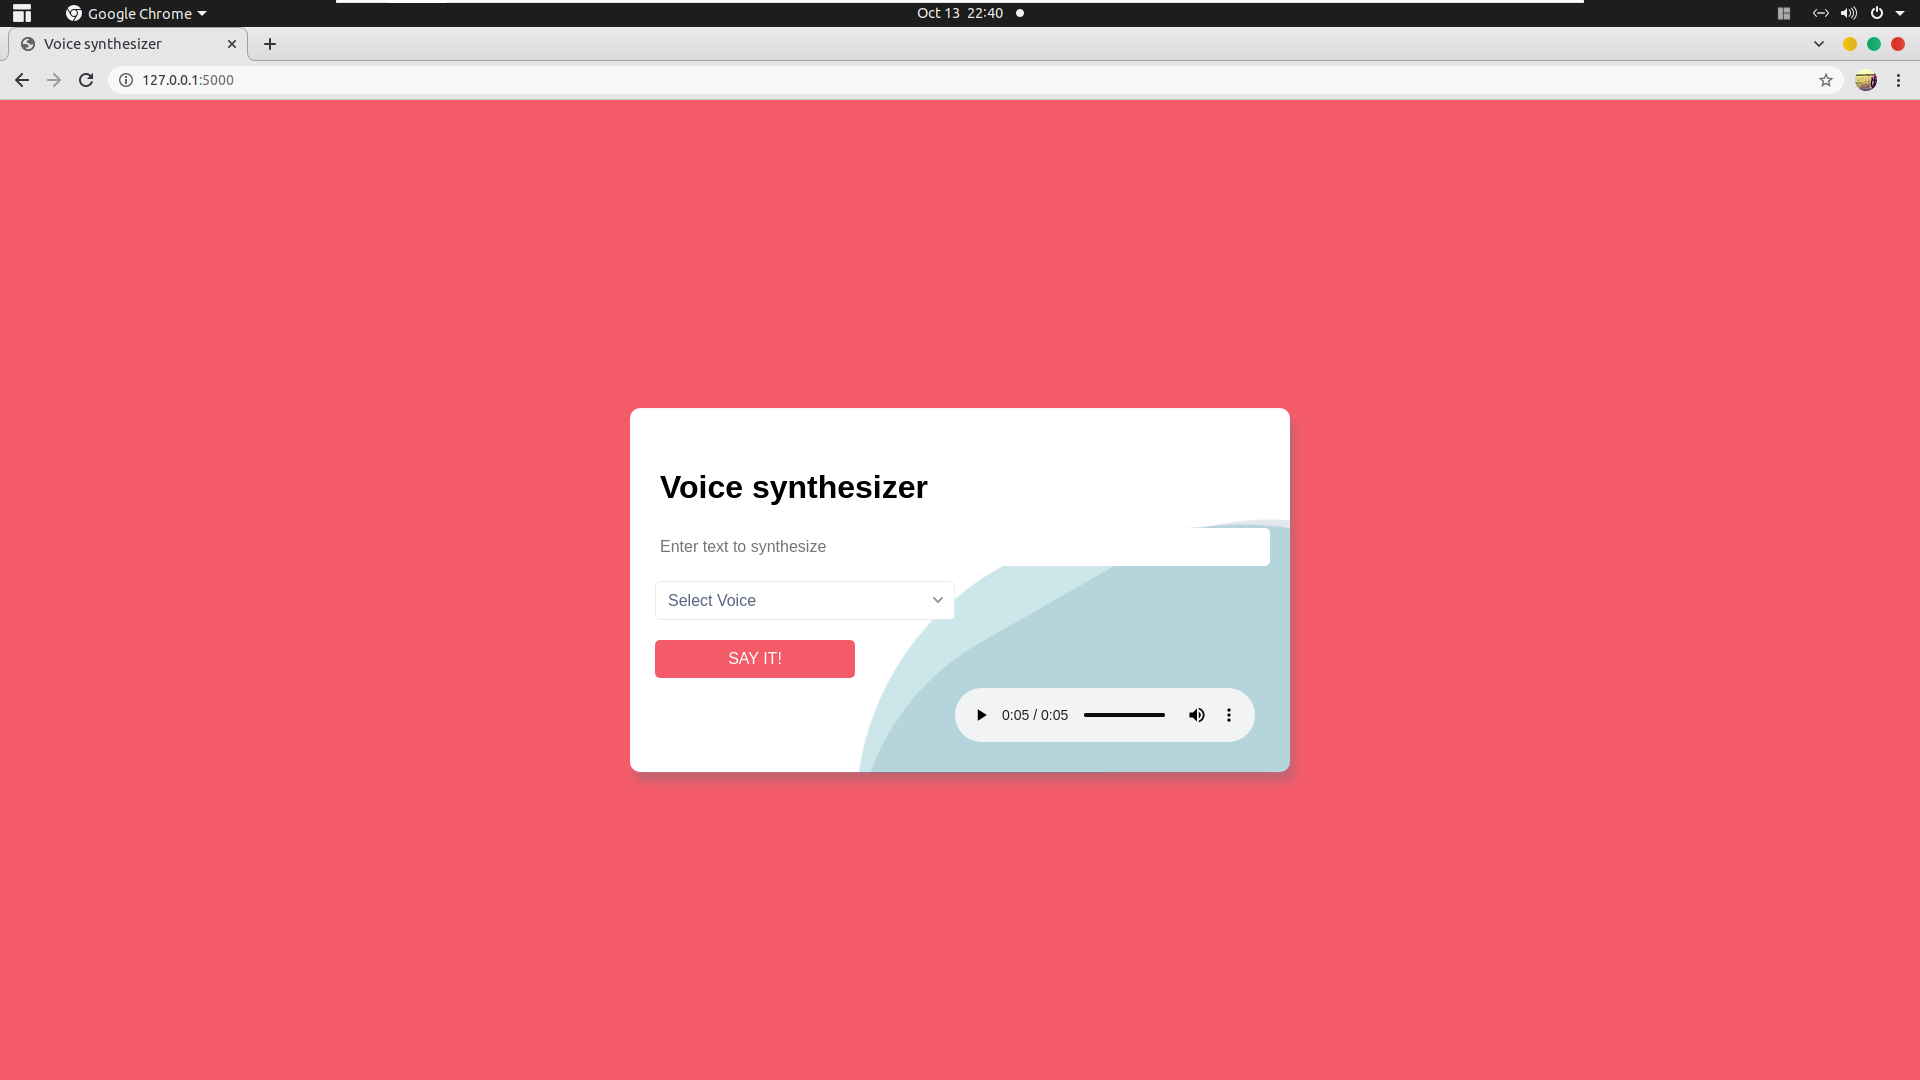 Google Chrome
Oct 13 22:40
Voice synthesizer
127.0.0.1:5000
Voice synthesizer
Enter text to synthesize
Select Voice
SAY IT!
0:05 / 0:05